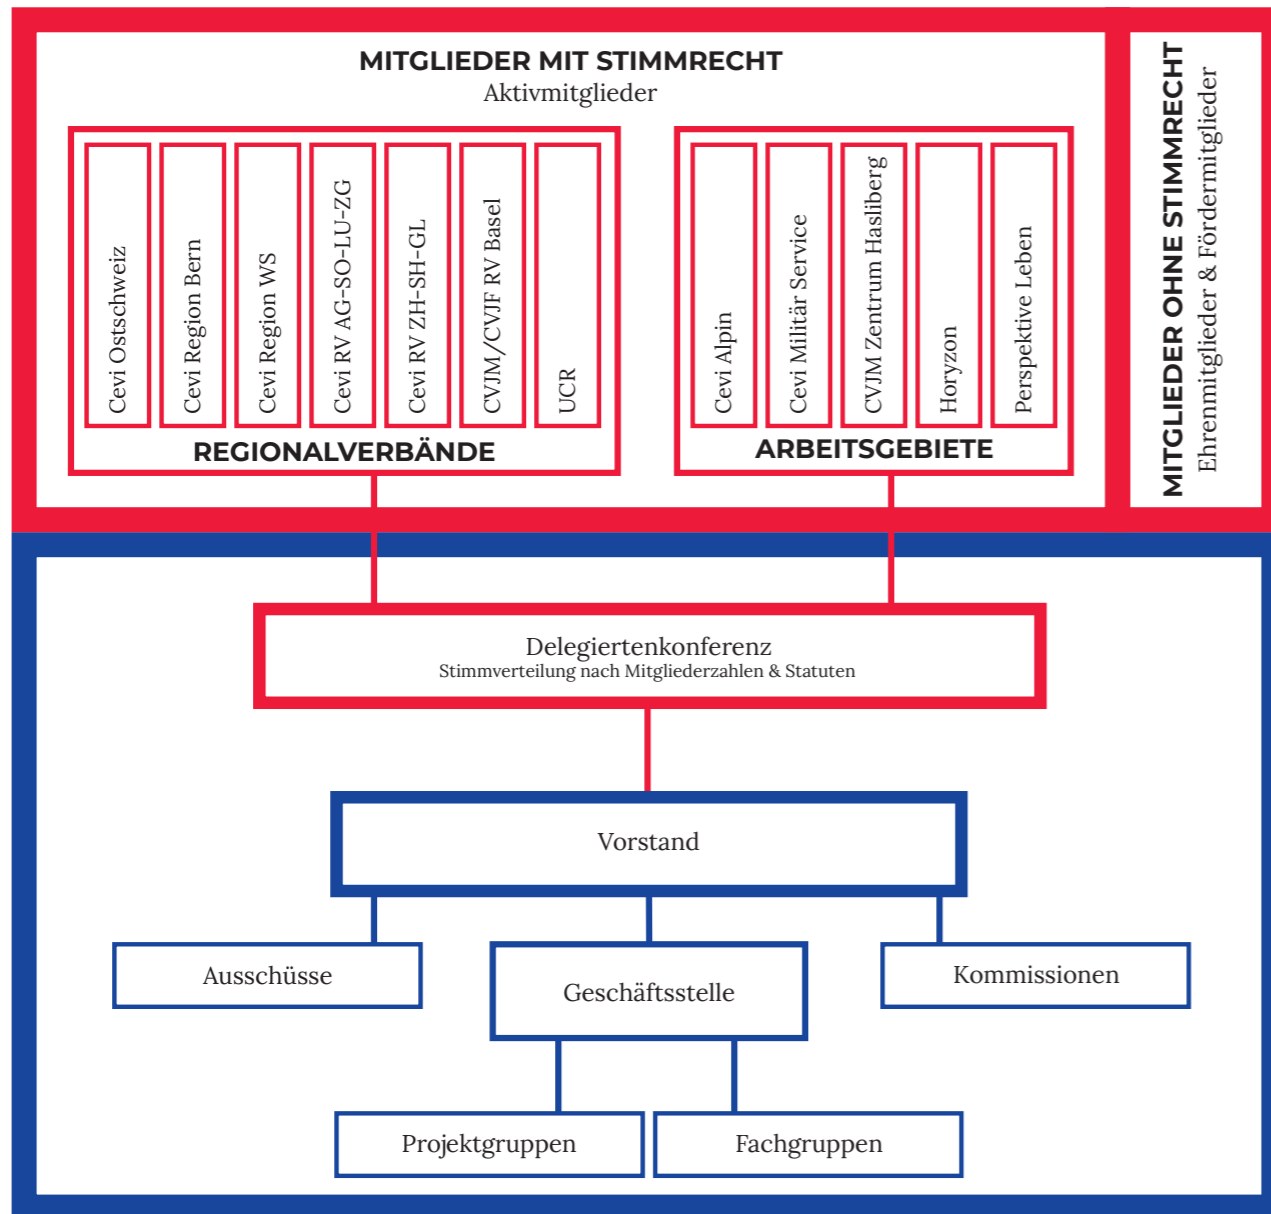 MITGLIEDER MIT STIMMRECHT
Aktivmitglieder
Cevi Ostschweiz
Cevi Region Bern
Cevi Region WS
Cevi RV AG-SO-LU-ZG
Cevi RV ZH-SH-GL
CVJM/CVJF RV Basel
UCR
REGIONALVERBÄNDE
Cevi Alpin
Cevi Militär Service
CVJM Zentrum Hasliberg
Horyzon
Perspektive Leben
ARBEITSGEBIETE
MITGLIEDER OHNE STIMMRECHT
Ehrenmitglieder & Fördermitglieder
Delegiertenkonferenz
Stimmverteilung nach Mitgliederzahlen & Statuten
Vorstand
Ausschüsse
Geschäftsstelle
Kommissionen
Projektgruppen
Fachgruppen